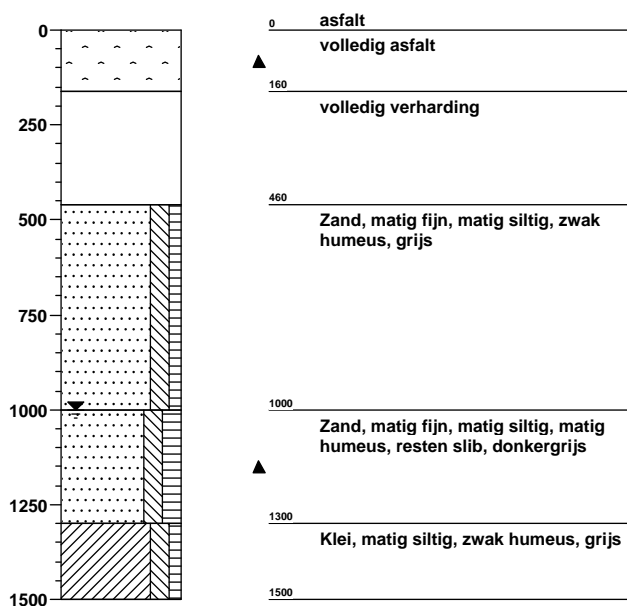 0
250
500
750
1000
1250
1500
0
asfalt
volledig asfalt
160
volledig verharding
460
Zand, matig fijn, matig siltig, zwak
humeus, grijs
1000
Zand, matig fijn, matig siltig, matig
humeus, resten slib, donkergrijs
1300
Klei, matig siltig, zwak humeus, grijs
1500